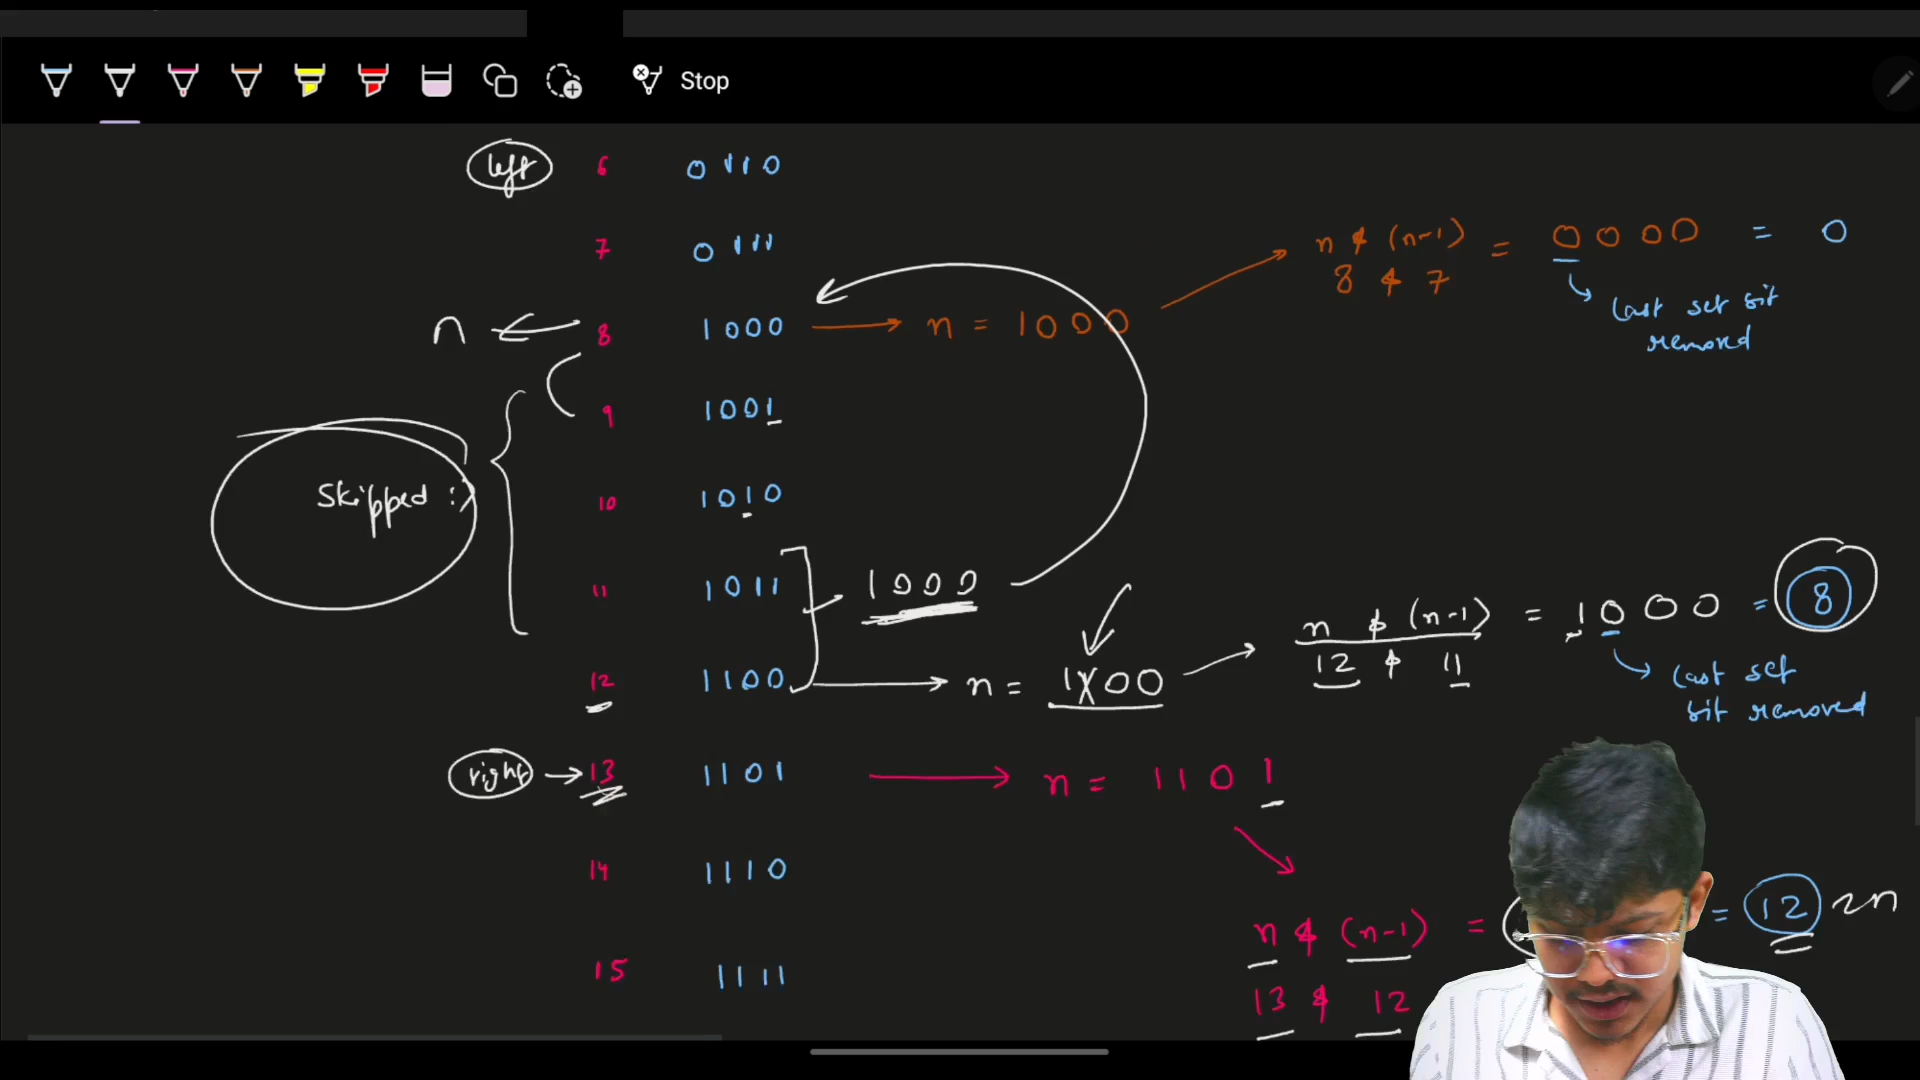 Stop
left 6 0110
7 0111
n & (n-1) = 0000 = 0
8 & 7
last set bit
removed
n ← 8 1000 → n = 1000
9 1001
10 1010
Skipped :)
11 1011
1000
n & (n-1) = 1000 = 8
12 & 11
last set
bit removed
12 1100 → n = 1100
right → 13 1101 → n = 1101
14 1110
n & (n-1) = = 12
13 & 12
15 1111